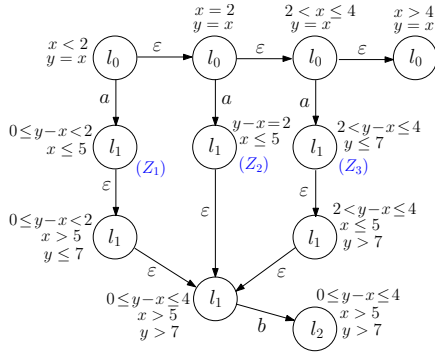 x < 2
y = x
l₀
ε
x = 2
y = x
l₀
ε
2 < x ≤ 4
y = x
l₀
ε
x > 4
y = x
l₀
a
a
a
0 ≤ y−x < 2
x ≤ 5
l₁
(Z₁)
y−x = 2
x ≤ 5
l₁
(Z₂)
2 < y−x ≤ 4
y ≤ 7
l₁
(Z₃)
ε
ε
ε
0 ≤ y−x < 2
x > 5
y ≤ 7
l₁
ε
2 < y−x ≤ 4
x ≤ 5
y > 7
l₁
ε
0 ≤ y−x ≤ 4
x > 5
y > 7
l₁
b
0 ≤ y−x ≤ 4
x > 5
y > 7
l₂